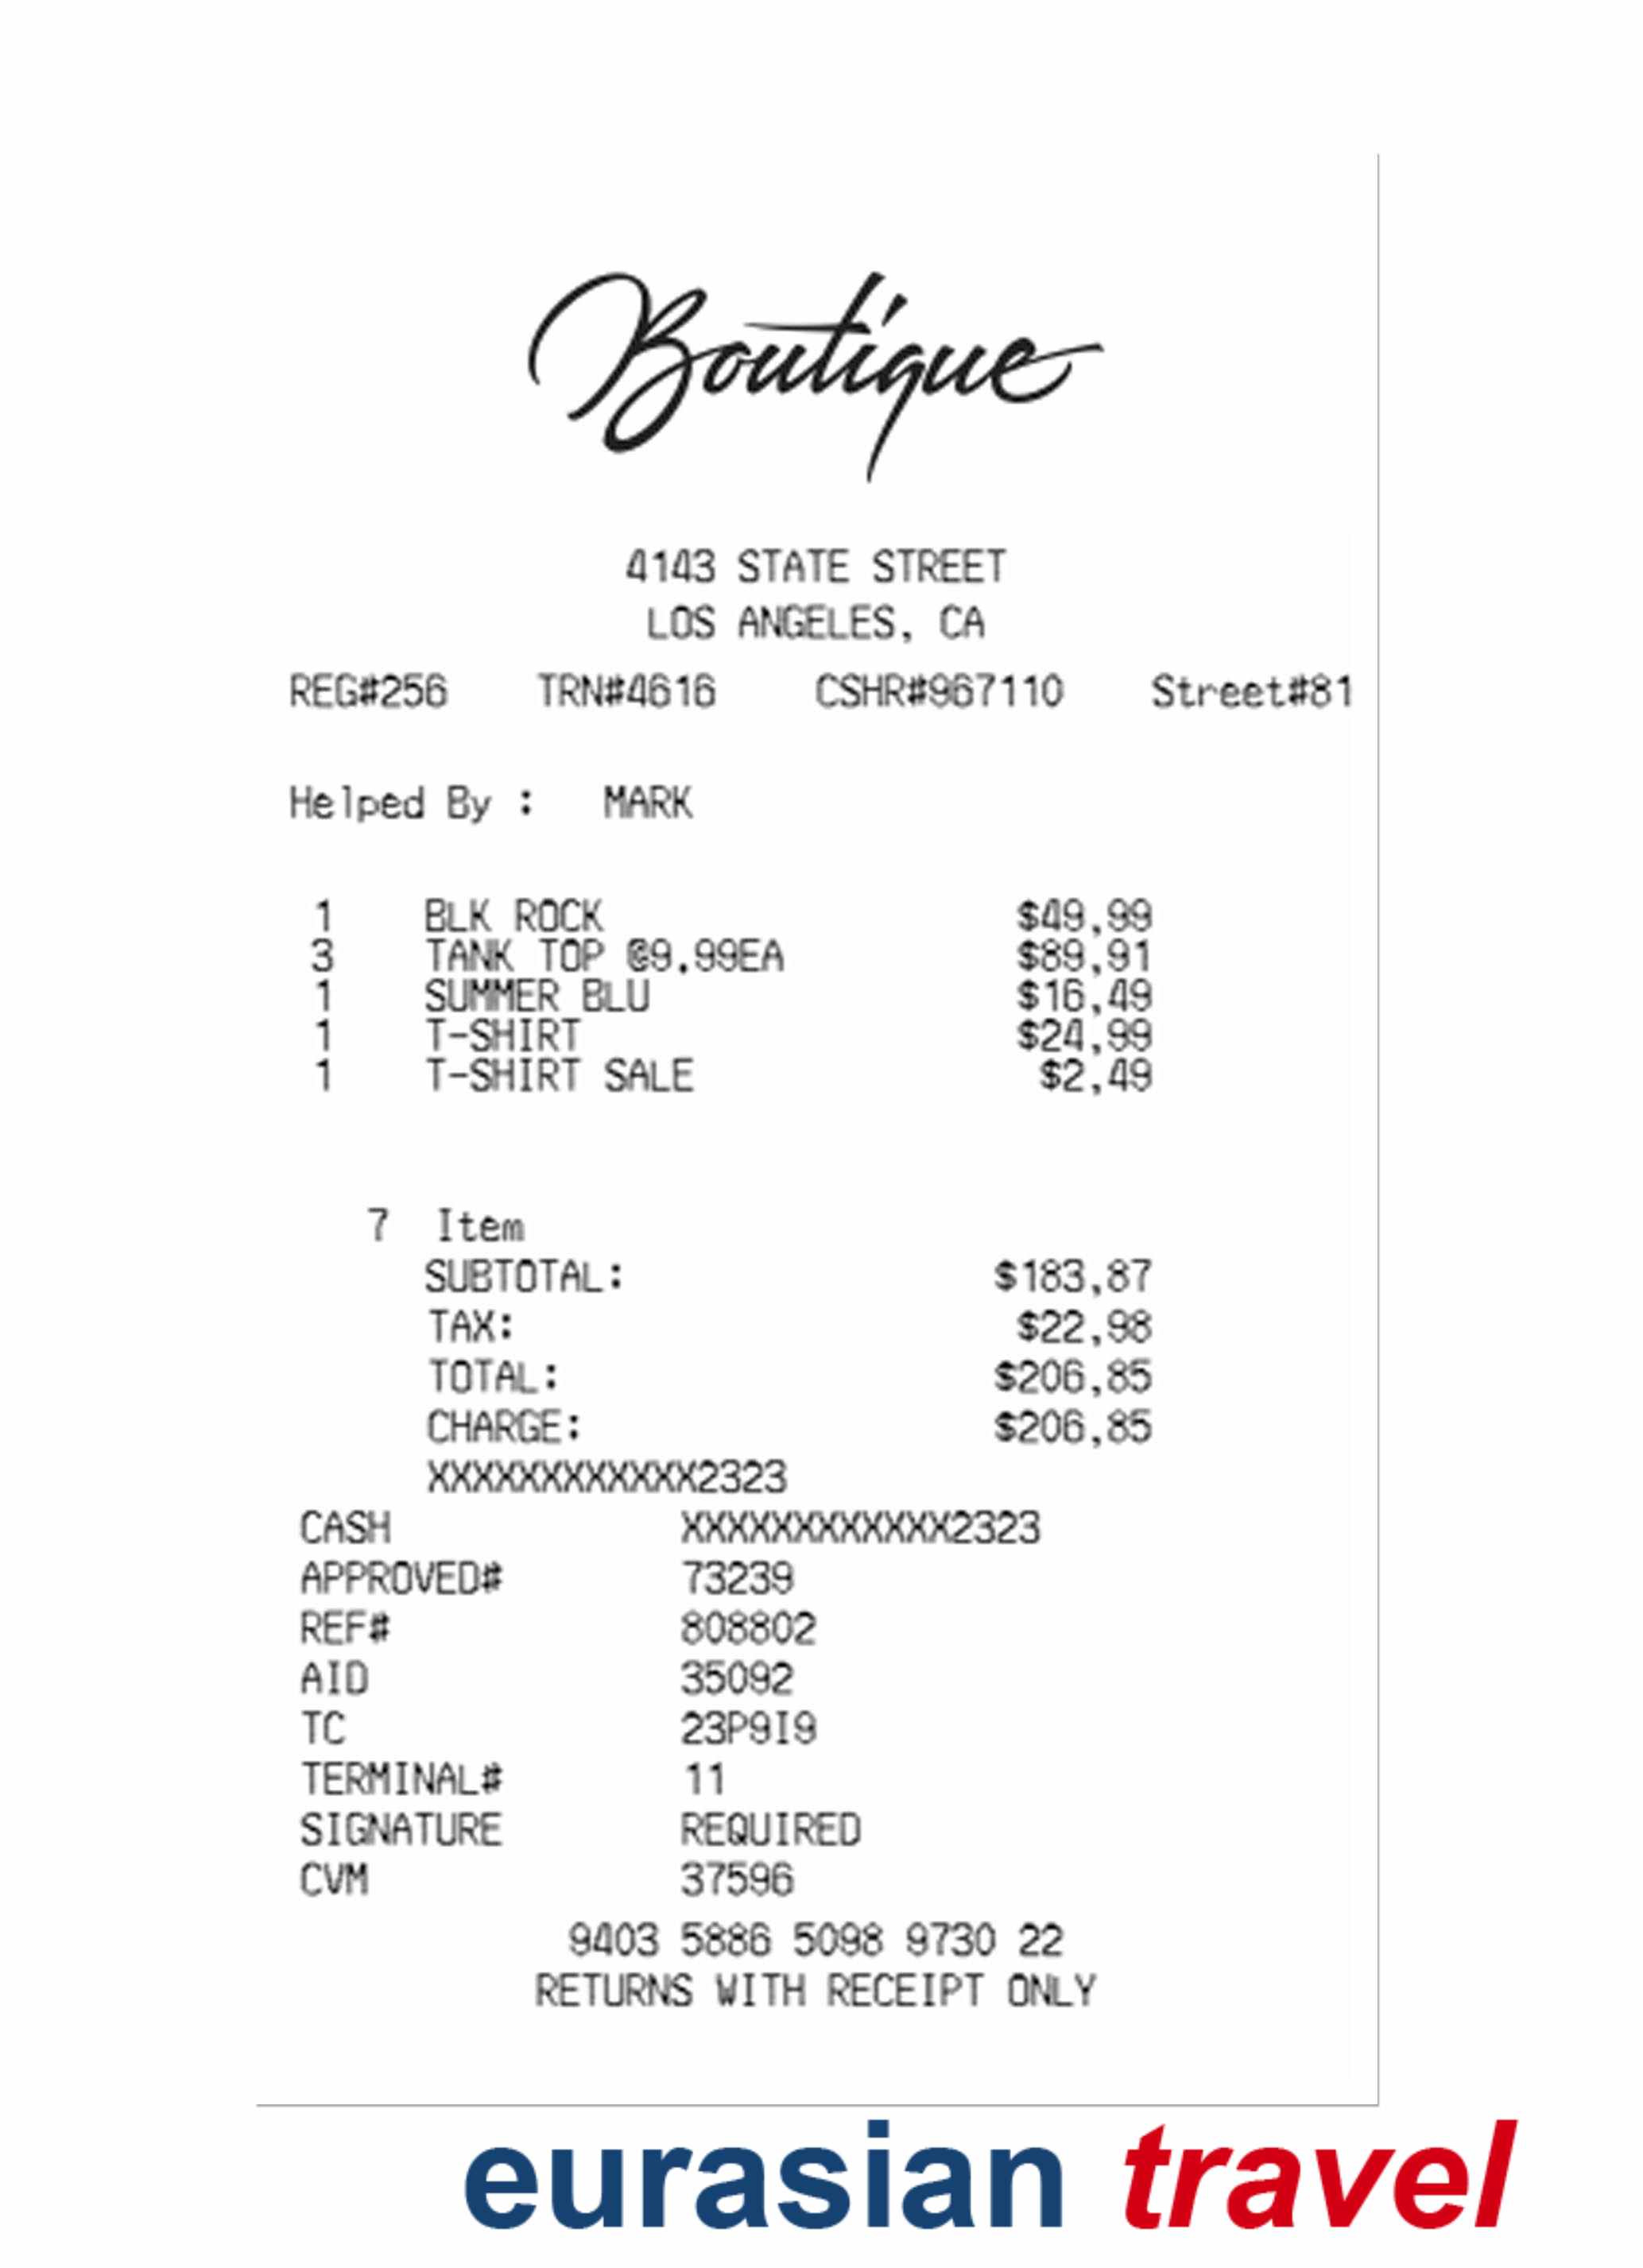 Boutique
4143 STATE STREET
LOS ANGELES, CA
REG#256 TRN#4616 CSHR#967110 Street#81
Helped By : MARK
1 BLK ROCK $49,99
3 TANK TOP @9.99EA $89,91
1 SUMMER BLU $16,49
1 T-SHIRT $24,99
1 T-SHIRT SALE $2,49
7 Item
SUBTOTAL: $183,87
TAX: $22,98
TOTAL: $206,85
CHARGE: $206,85
XXXXXXXXXXXX2323
CASH XXXXXXXXXXXX2323
APPROVED# 73239
REF# 808802
AID 35092
TC 23P9I9
TERMINAL# 11
SIGNATURE REQUIRED
CVM 37596
9403 5886 5098 9730 22
RETURNS WITH RECEIPT ONLY
eurasian travel